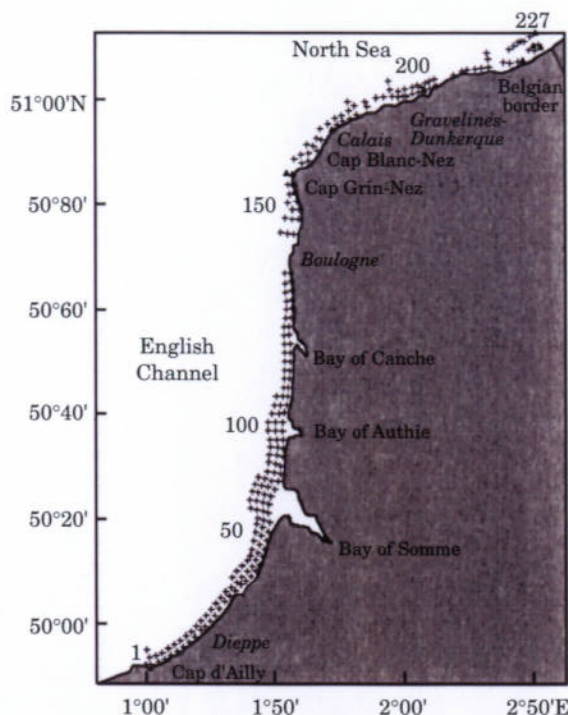 227
North Sea
200
Belgian
border
51°00'N
Gravelines-
Dunkerque
Calais
Cap Blanc-Nez
Cap Grin-Nez
50°80'
150
Boulogne
50°60'
English
Channel
Bay of Canche
50°40'
100
Bay of Authie
50°20'
50
Bay of Somme
50°00'
1
Dieppe
Cap d'Ailly
1°00'
1°50'
2°00'
2°50'E